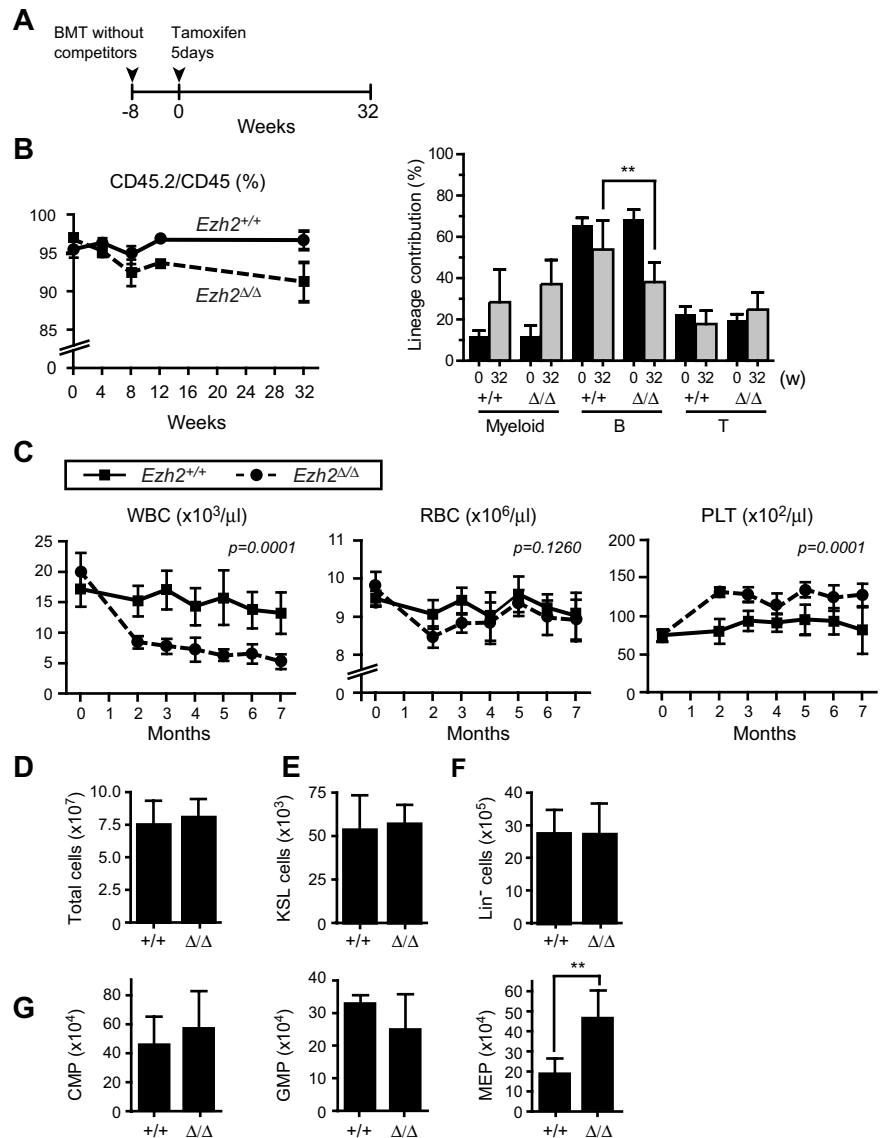 A
BMT without competitors
Tamoxifen 5days
-8 0 32
Weeks
B
CD45.2/CD45 (%)
100
95
90
85
0
Ezh2+/+
Ezh2Δ/Δ
0 4 8 12 16 20 24 28 32
Weeks
Lineage contribution (%)
100
80
60
40
20
0
**
0 32 0 32 0 32 0 32 0 32 0 32 (w)
+/+ Δ/Δ +/+ Δ/Δ +/+ Δ/Δ
Myeloid B T
C
Ezh2+/+ Ezh2Δ/Δ
WBC (x10³/μl)
p=0.0001
25
20
15
10
5
0
0 1 2 3 4 5 6 7
Months
RBC (x10⁶/μl)
p=0.1260
11
10
9
8
0
0 1 2 3 4 5 6 7
Months
PLT (x10²/μl)
p=0.0001
200
150
100
50
0
0 1 2 3 4 5 6 7
Months
D
Total cells (x10⁷)
10.0
7.5
5.0
2.5
0
+/+ Δ/Δ
E
KSL cells (x10³)
75
50
25
0
+/+ Δ/Δ
F
Lin⁻ cells (x10⁵)
40
30
20
10
0
+/+ Δ/Δ
G
CMP (x10⁴)
80
60
40
20
0
+/+ Δ/Δ
GMP (x10⁴)
40
30
20
10
0
+/+ Δ/Δ
MEP (x10⁴)
**
60
50
40
30
20
10
0
+/+ Δ/Δ